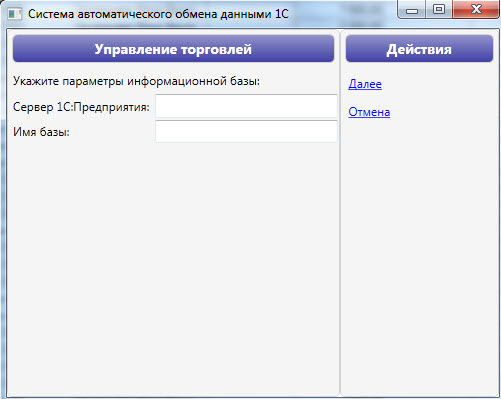 Система автоматического обмена данными 1С
Управление торговлей
Укажите параметры информационной базы:
Сервер 1С:Предприятия:
Имя базы:
Действия
Далее
Отмена